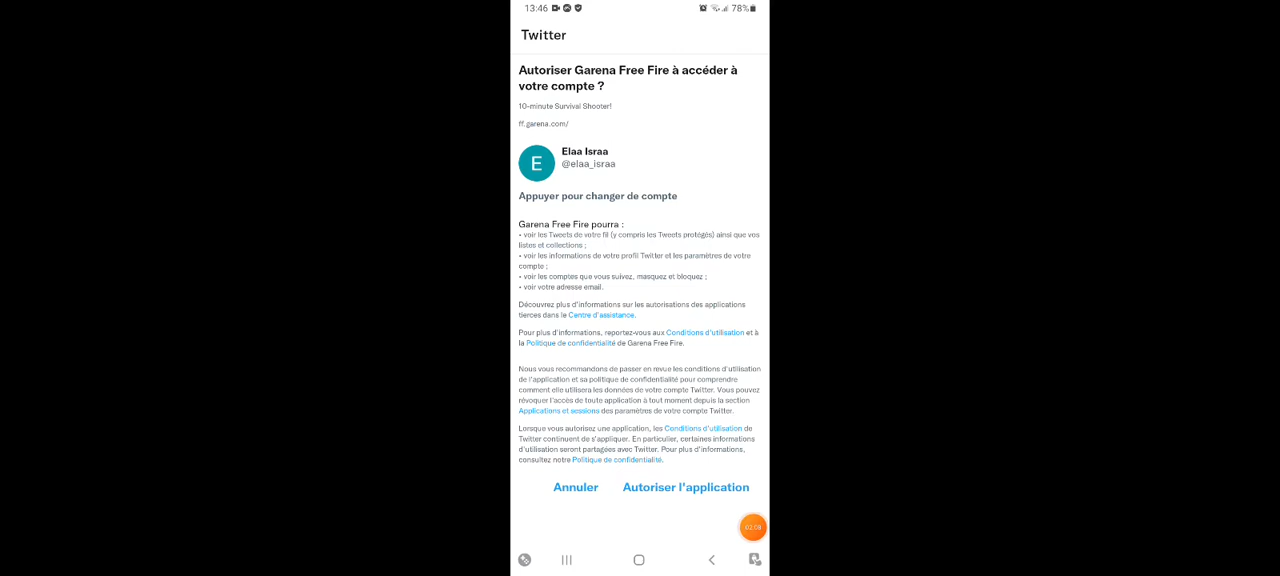 13:46 78%
Twitter
Autoriser Garena Free Fire à accéder à
votre compte ?
10-minute Survival Shooter!
ff.garena.com/
E
Elaa Israa
@elaa_israa
Appuyer pour changer de compte
Garena Free Fire pourra :
• voir les Tweets de votre fil (y compris les Tweets protégés) ainsi que vos
listes et collections ;
• voir les informations de votre profil Twitter et les paramètres de votre
compte ;
• voir les comptes que vous suivez, masquez et bloquez ;
• voir votre adresse email.
Découvrez plus d'informations sur les autorisations des applications
tierces dans le Centre d'assistance.
Pour plus d'informations, reportez-vous aux Conditions d'utilisation et à
la Politique de confidentialité de Garena Free Fire.
Nous vous recommandons de passer en revue les conditions d'utilisation
de l'application et sa politique de confidentialité pour comprendre
comment elle utilisera les données de votre compte Twitter. Vous pouvez
révoquer l'accès de toute application à tout moment depuis la section
Applications et sessions des paramètres de votre compte Twitter.
Lorsque vous autorisez une application, les Conditions d'utilisation de
Twitter continuent de s'appliquer. En particulier, certaines informations
d'utilisation seront partagées avec Twitter. Pour plus d'informations,
consultez notre Politique de confidentialité.
Annuler Autoriser l'application
02:08